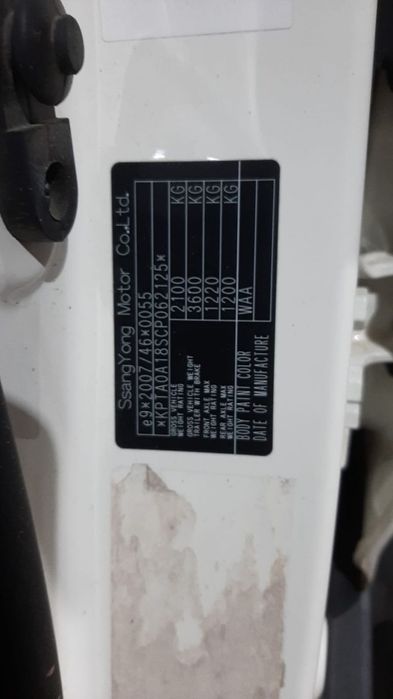 SsangYong Motor Co.,Ltd.
e9*2007/46*0055
*KPTA0A18SCP062125*
GROSS VEHICLE WEIGHT RATING 2100 KG
GROSS VEHICLE WEIGHT TRAILER WITH BRAKE 3600 KG
FRONT AXLE MAX WEIGHT RATING 1220 KG
REAR AXLE MAX WEIGHT RATING 1200 KG
BODY PAINT COLOR WAA
DATE OF MANUFACTURE